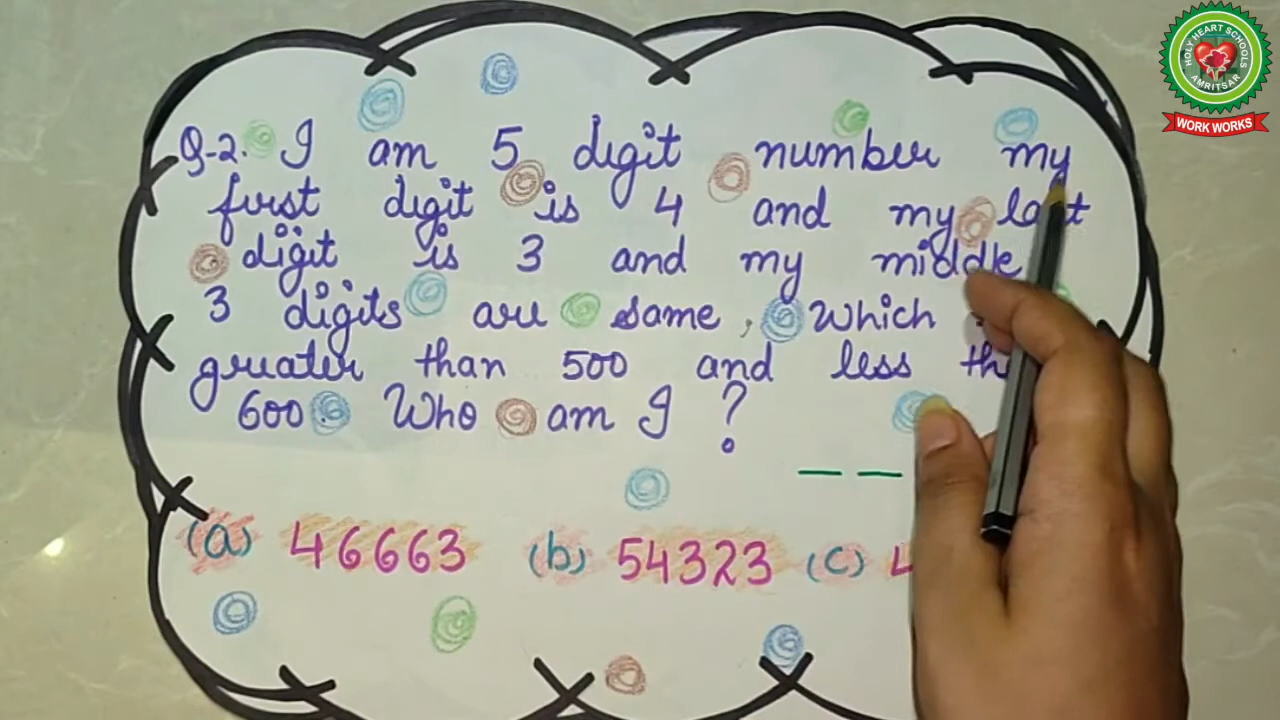 Q-2. I am 5 digit number my
first digit is 4 and my last
digit is 3 and my middle
3 digits are same, Which
greater than 500 and less
600. Who am I ?
(a) 46663 (b) 54323 (c) 4
HOLY HEART SCHOOLS
AMRITSAR
WORK WORKS